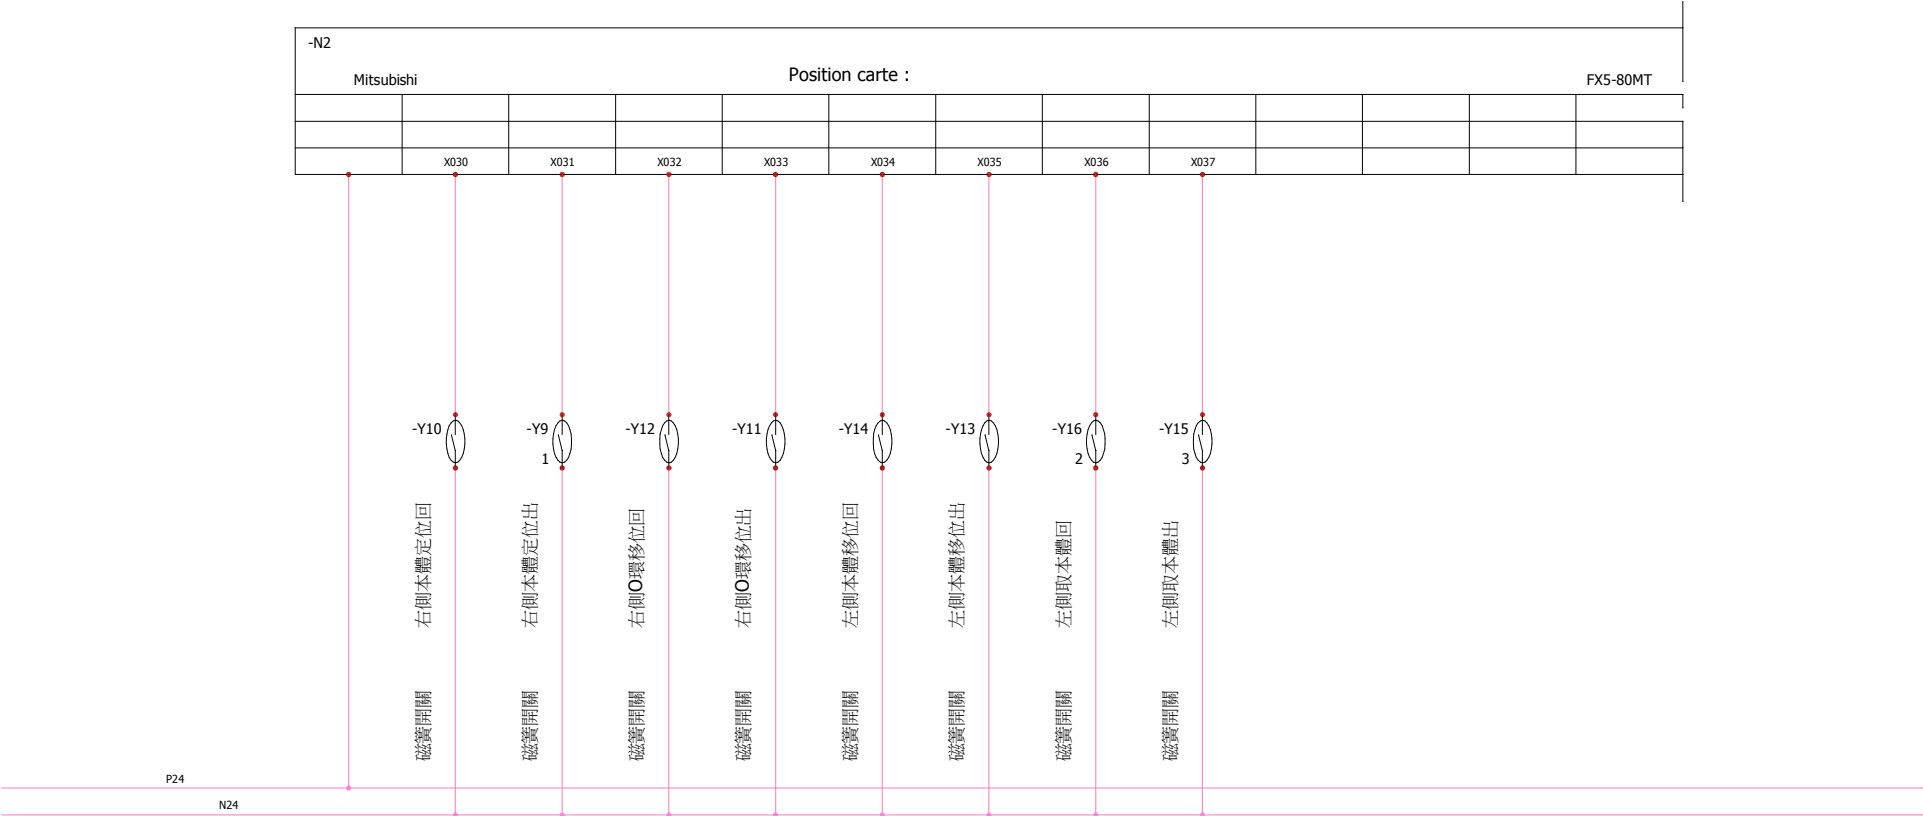 -N2
Mitsubishi
Position carte :
FX5-80MT
X030
X031
X032
X033
X034
X035
X036
X037
-Y10
-Y9
1
-Y12
-Y11
-Y14
-Y13
-Y16
2
-Y15
3
右側本體定位回
右側本體定位出
右側O環移位回
右側O環移位出
左側本體移位回
左側本體移位出
左側取本體回
左側取本體出
磁簧開關
磁簧開關
磁簧開關
磁簧開關
磁簧開關
磁簧開關
磁簧開關
磁簧開關
P24
N24